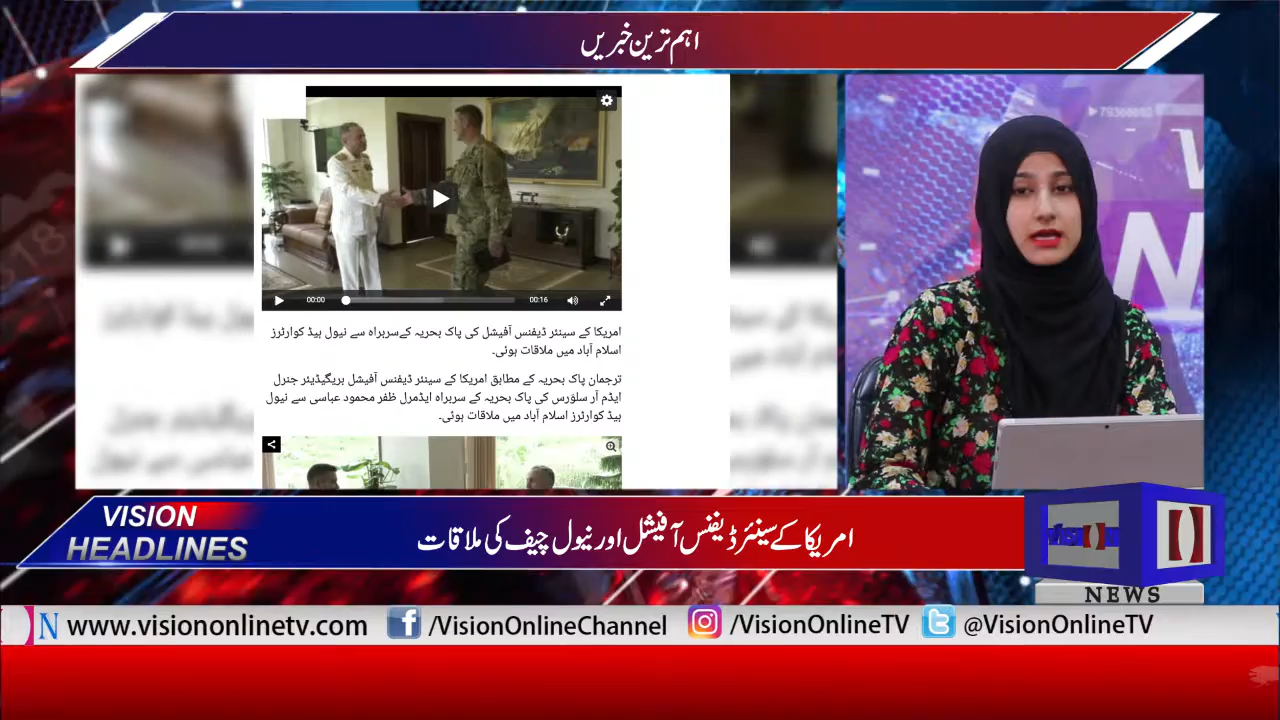 اہم ترین خبریں
79366660
00:00
00:16
امریکا کے سینئر ڈیفنس آفیشل کی پاک بحریہ کےسربراہ سے نیول ہیڈ کوارٹرز
اسلام آباد میں ملاقات ہوئی۔
ترجمان پاک بحریہ کے مطابق امریکا کے سینئر ڈیفنس آفیشل بریگیڈیئر جنرل
ایڈم آر سلؤرس کی پاک بحریہ کے سربراہ ایڈمرل ظفر محمود عباسی سے نیول
ہیڈ کوارٹرز اسلام آباد میں ملاقات ہوئی۔
VISION
HEADLINES
امریکا کے سینئر ڈیفنس آفیشل اور نیول چیف کی ملاقات
NEWS
N www.visiononlinetv.com /VisionOnlineChannel /VisionOnlineTV @VisionOnlineTV